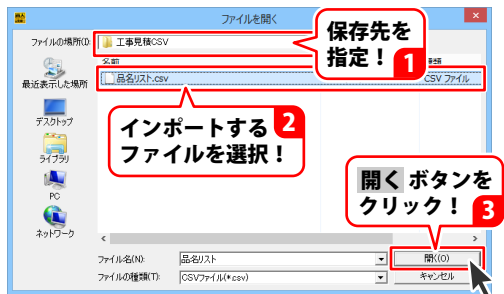 ファイルを開く
保存先を
指定！ 1
ファイルの場所(I):
工事見積CSV
名前
種類
品名リスト.csv
CSV ファイル
最近表示した場所
デスクトップ
ライブラリ
PC
ネットワーク
インポートする 2
ファイルを選択！
開く ボタンを
クリック！ 3
ファイル名(N):
品名リスト
開く(O)
ファイルの種類(T):
CSVファイル(*.csv)
キャンセル